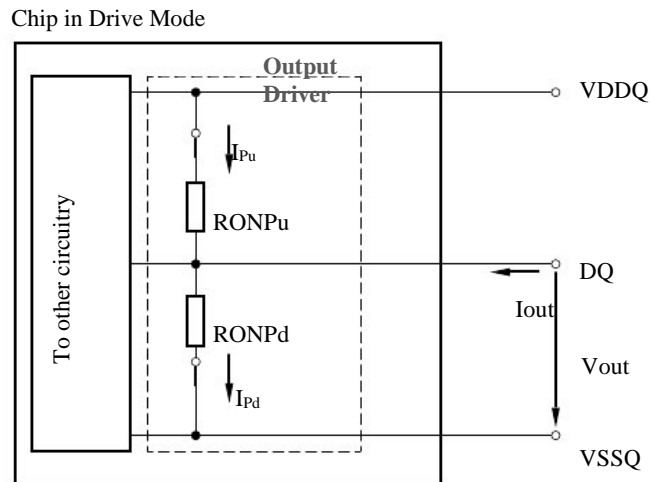 Chip in Drive Mode
Output
Driver
VDDQ
IPu
RONPu
To other circuitry
DQ
Iout
RONPd
Vout
IPd
VSSQ